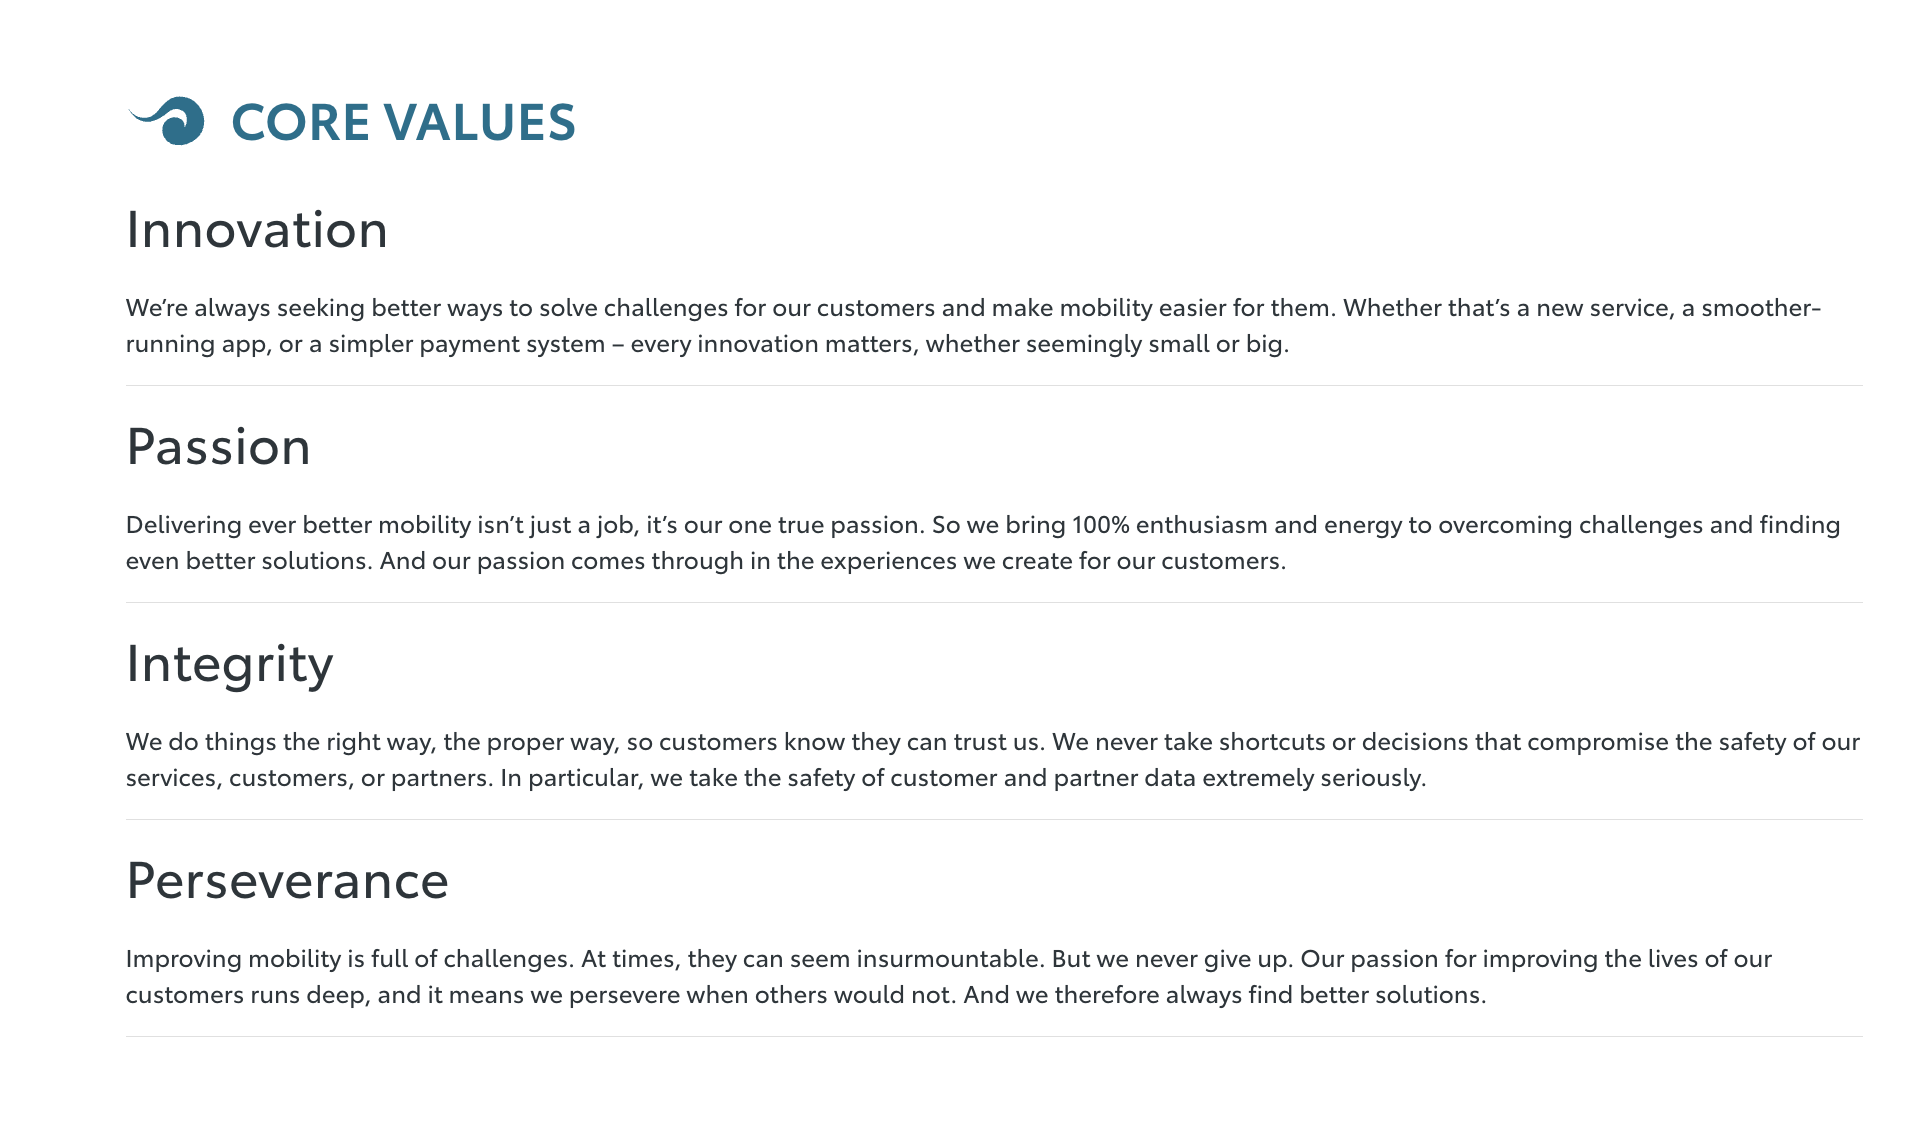 CORE VALUES
Innovation
We’re always seeking better ways to solve challenges for our customers and make mobility easier for them. Whether that’s a new service, a smoother-
running app, or a simpler payment system – every innovation matters, whether seemingly small or big.
Passion
Delivering ever better mobility isn’t just a job, it’s our one true passion. So we bring 100% enthusiasm and energy to overcoming challenges and finding
even better solutions. And our passion comes through in the experiences we create for our customers.
Integrity
We do things the right way, the proper way, so customers know they can trust us. We never take shortcuts or decisions that compromise the safety of our
services, customers, or partners. In particular, we take the safety of customer and partner data extremely seriously.
Perseverance
Improving mobility is full of challenges. At times, they can seem insurmountable. But we never give up. Our passion for improving the lives of our
customers runs deep, and it means we persevere when others would not. And we therefore always find better solutions.